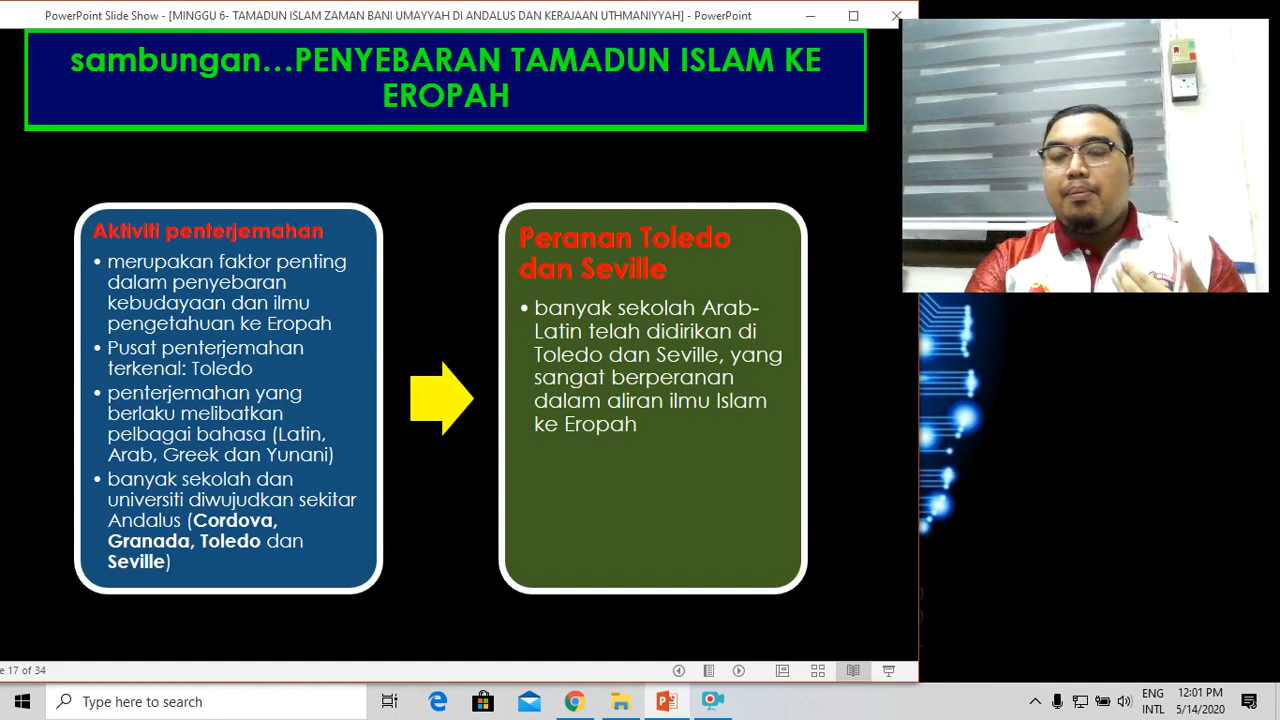 PowerPoint Slide Show - [MINGGU 6- TAMADUN ISLAM ZAMAN BANI UMAYYAH DI ANDALUS DAN KERAJAAN UTHMANIYYAH] - PowerPoint
sambungan...PENYEBARAN TAMADUN ISLAM KE
EROPAH
Aktiviti penterjemahan
• merupakan faktor penting
dalam penyebaran
kebudayaan dan ilmu
pengetahuan ke Eropah
• Pusat penterjemahan
terkenal: Toledo
• penterjemahan yang
berlaku melibatkan
pelbagai bahasa (Latin,
Arab, Greek dan Yunani)
• banyak sekolah dan
universiti diwujudkan sekitar
Andalus (Cordova,
Granada, Toledo dan
Seville)
Peranan Toledo
dan Seville
• banyak sekolah Arab-
Latin telah didirikan di
Toledo dan Seville, yang
sangat berperanan
dalam aliran ilmu Islam
ke Eropah
e 17 of 34
Type here to search
ENG
INTL
12:01 PM
5/14/2020